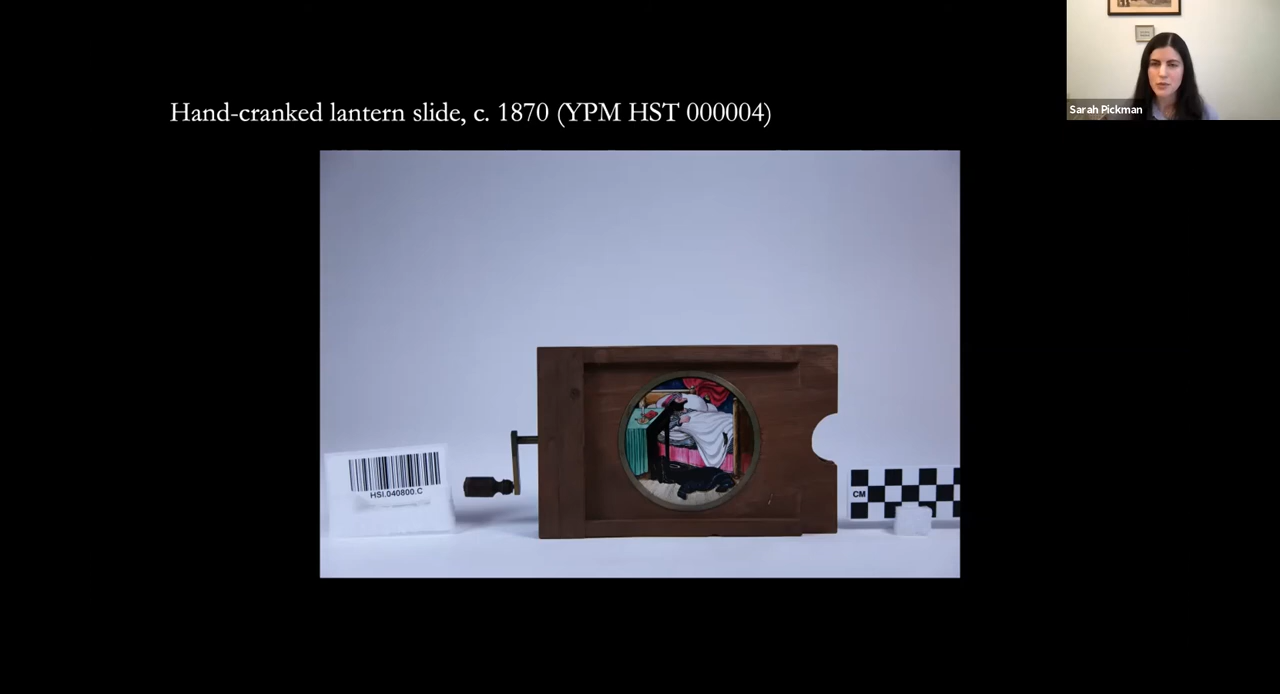 Hand-cranked lantern slide, c. 1870 (YPM HST 000004)
Sarah Pickman
HSI.040800.C
CM